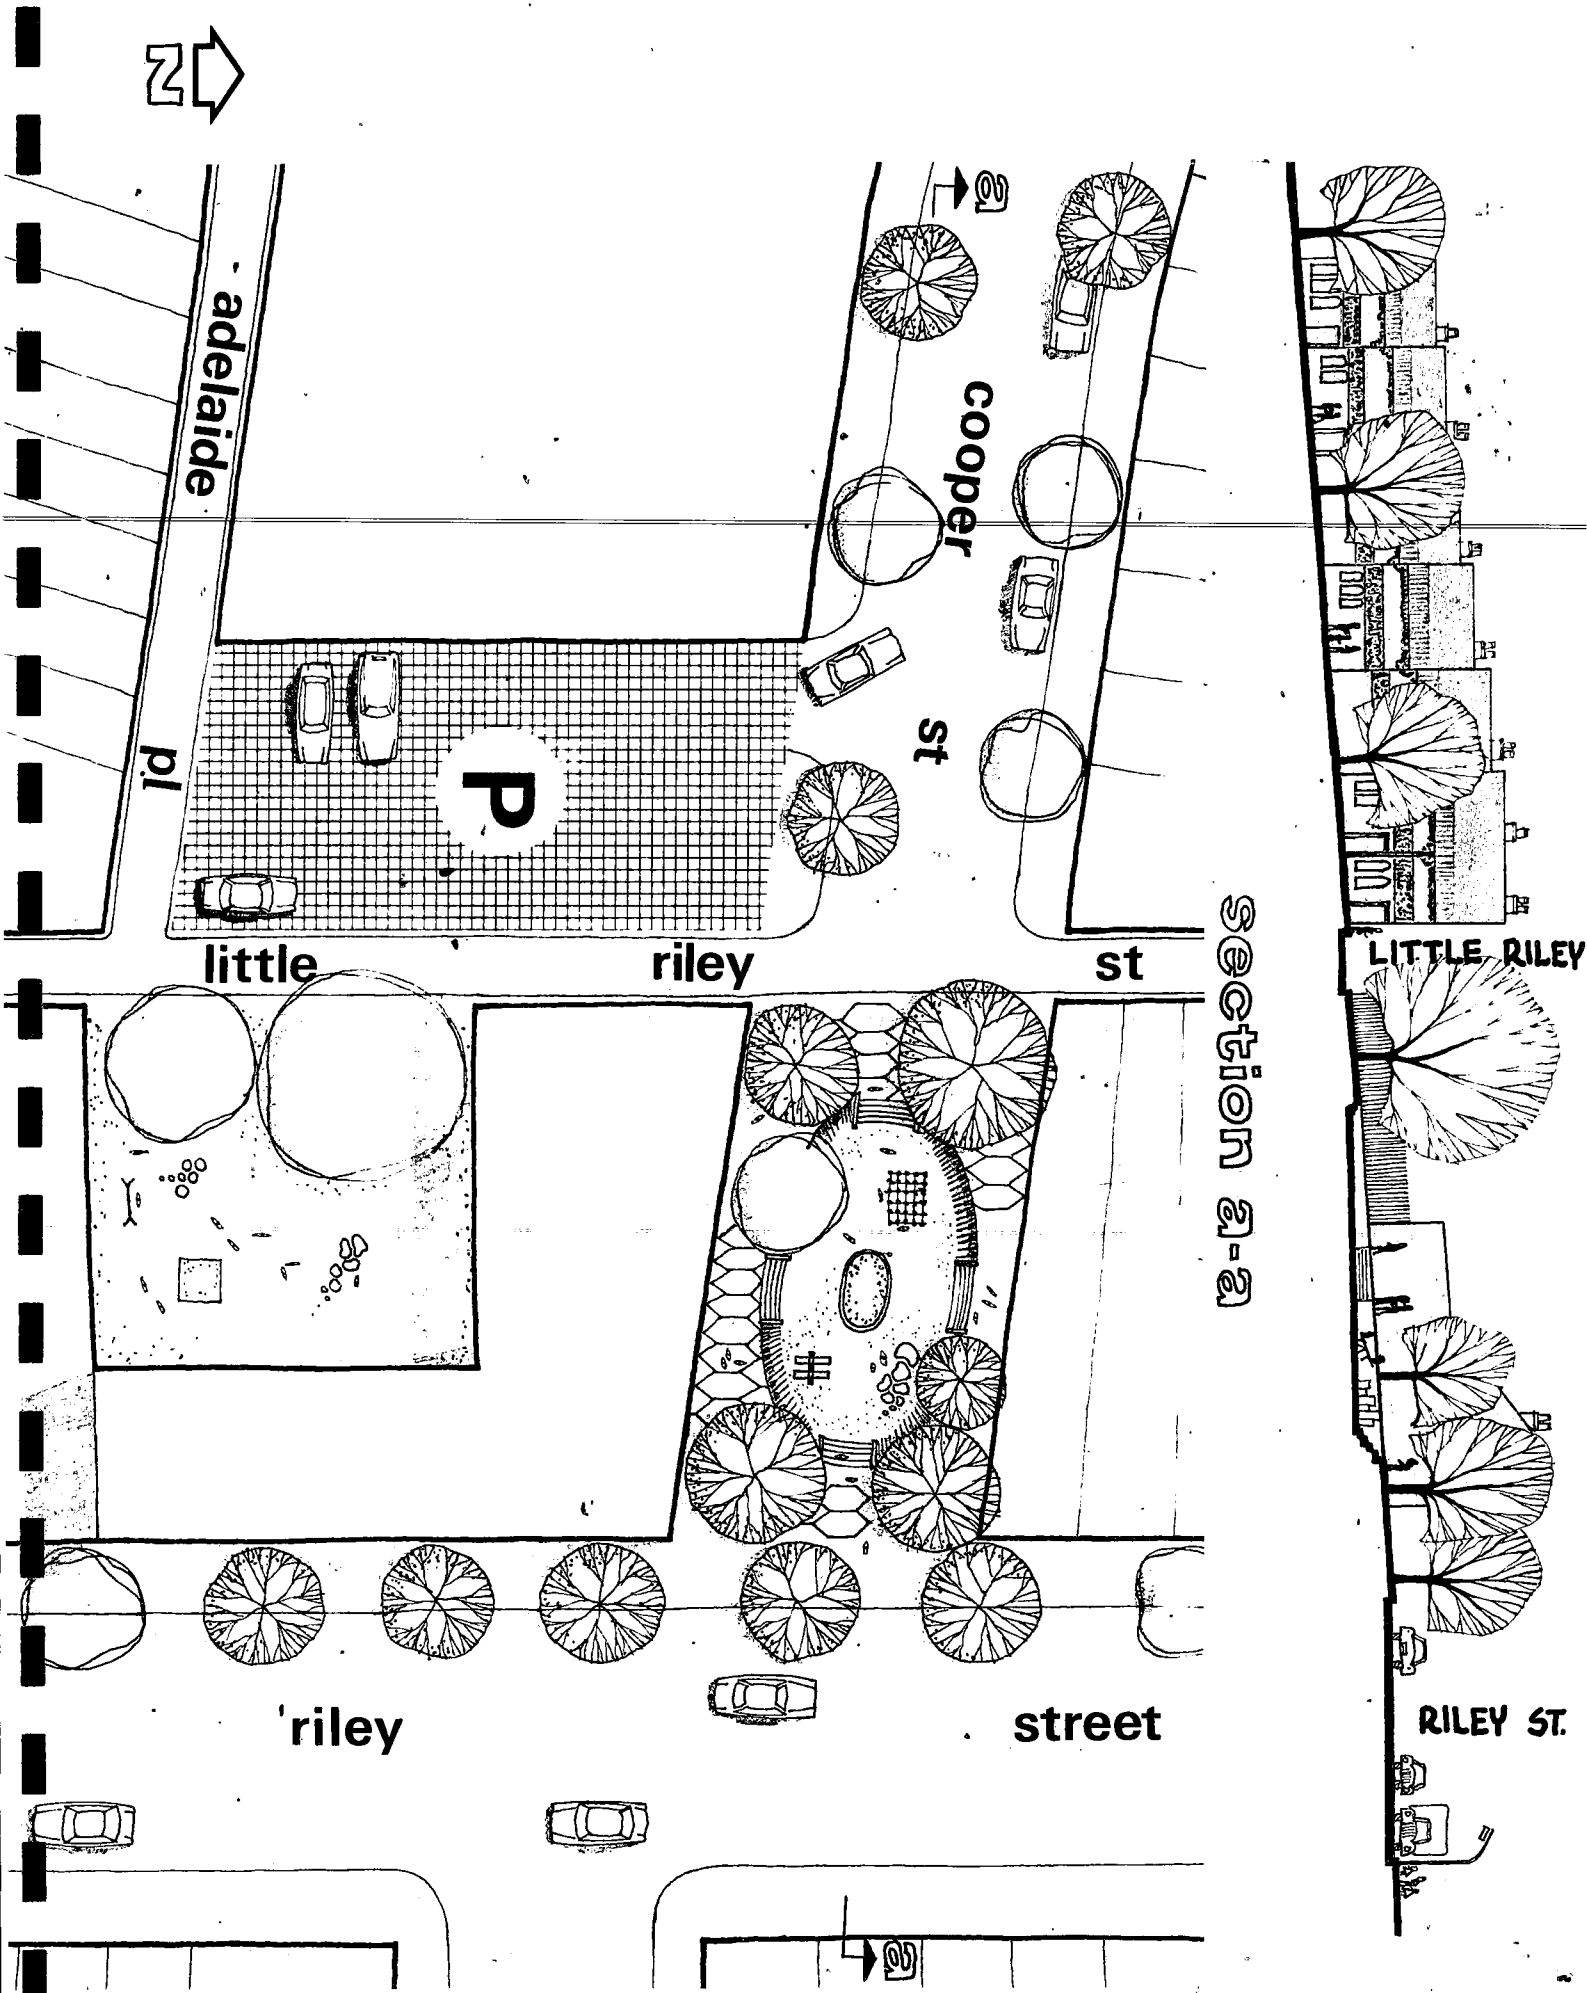 N
a
adelaide
pl
cooper
st
P
little riley st
section a-a
LITTLE RILEY
riley street
RILEY ST.
a